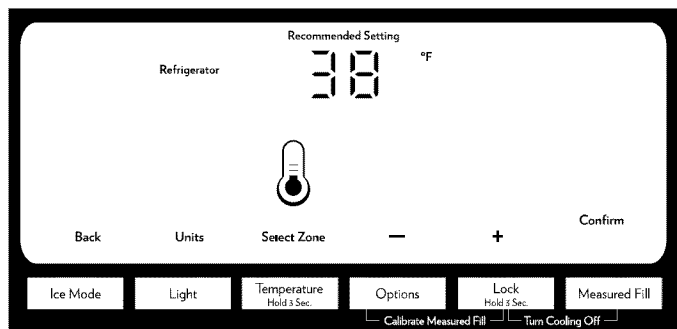 Recommended Setting
Refrigerator 38 °F
Confirm
Back Units Select Zone — +
Ice Mode Light Temperature Options Lock Measured Fill
Hold 3 Sec. Hold 3 Sec.
Calibrate Measured Fill Turn Cooling Off